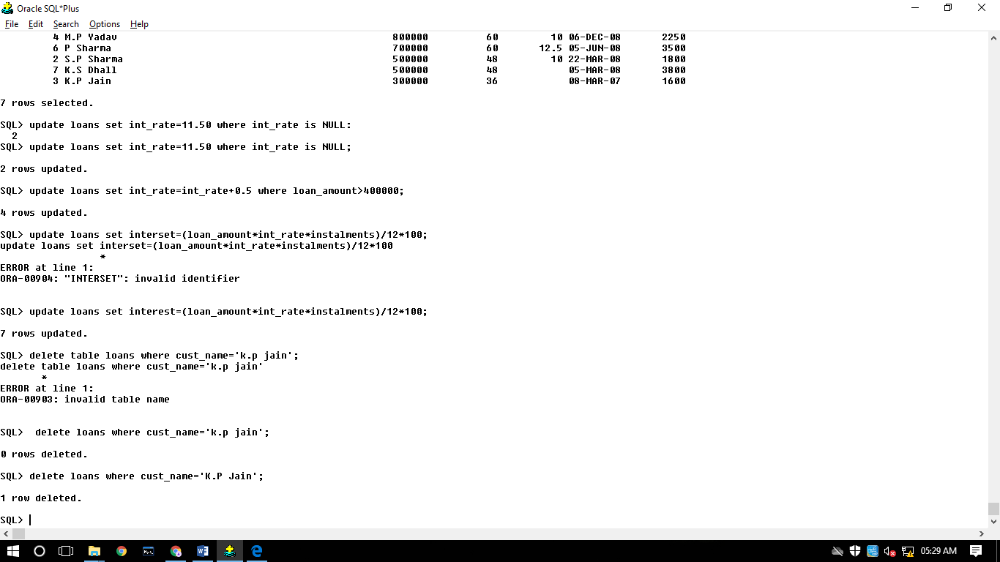 Oracle SQL*Plus
File Edit Search Options Help
4 M.P Yadav 800000 60 10 06-DEC-08 2250
6 P Sharma 700000 60 12.5 05-JUN-08 3500
2 S.P Sharma 500000 48 10 22-MAR-08 1800
7 K.S Dhall 500000 48 05-MAR-08 3800
3 K.P Jain 300000 36 08-MAR-07 1600
7 rows selected.
SQL> update loans set int_rate=11.50 where int_rate is NULL:
2
SQL> update loans set int_rate=11.50 where int_rate is NULL;
2 rows updated.
SQL> update loans set int_rate=int_rate+0.5 where loan_amount>400000;
4 rows updated.
SQL> update loans set interset=(loan_amount*int_rate*instalments)/12*100;
update loans set interset=(loan_amount*int_rate*instalments)/12*100
*
ERROR at line 1:
ORA-00904: "INTERSET": invalid identifier
SQL> update loans set interest=(loan_amount*int_rate*instalments)/12*100;
7 rows updated.
SQL> delete table loans where cust_name='k.p jain';
delete table loans where cust_name='k.p jain'
*
ERROR at line 1:
ORA-00903: invalid table name
SQL>  delete loans where cust_name='k.p jain';
0 rows deleted.
SQL> delete loans where cust_name='K.P Jain';
1 row deleted.
SQL>
05:29 AM